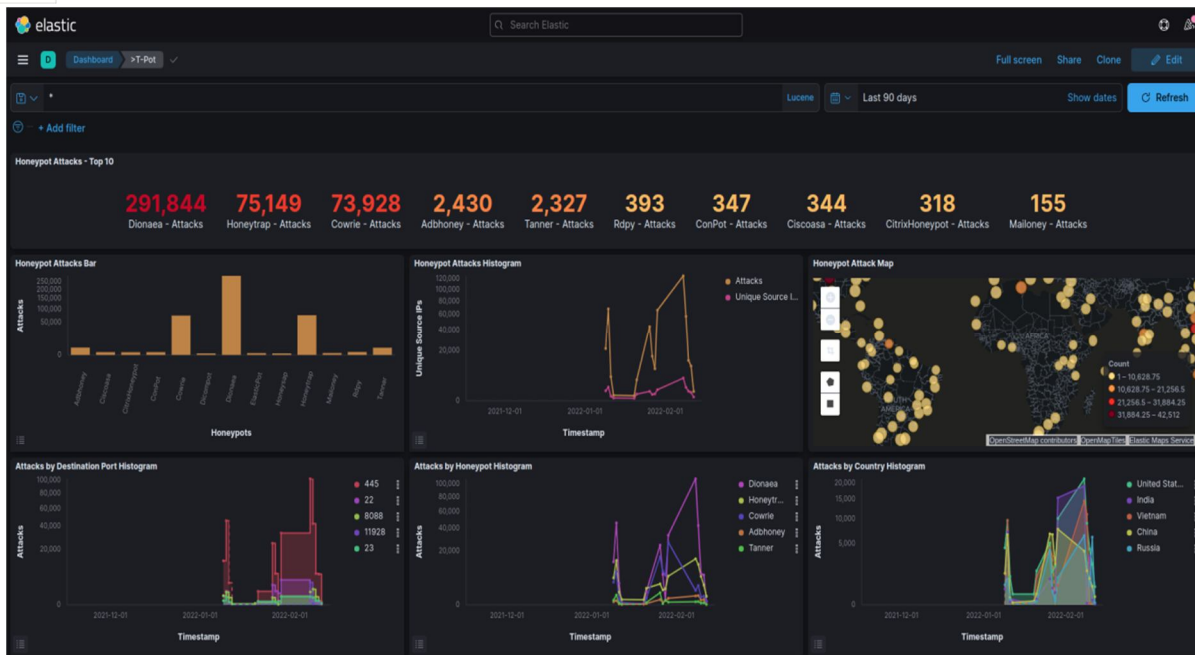 elastic
Search Elastic
D Dashboard >T-Pot
Full screen Share Clone Edit
* Lucene Last 90 days Show dates Refresh
+ Add filter
Honeypot Attacks - Top 10
291,844 75,149 73,928 2,430 2,327 393 347 344 318 155
Dionaea - Attacks Honeytrap - Attacks Cowrie - Attacks Adbhoney - Attacks Tanner - Attacks Rdpy - Attacks ConPot - Attacks Ciscoasa - Attacks CitrixHoneypot - Attacks Mailoney - Attacks
Honeypot Attacks Bar
250,000
200,000
150,000
100,000
50,000
0
Attacks
Adbhoney
Ciscoasa
Citrixhoneypot
ConPot
Cowrie
Dicompot
Dionaea
ElasticPot
Honeysap
Honeytrap
Mailoney
Rdpy
Tanner
Honeypots
Honeypot Attacks Histogram
120,000
100,000
80,000
60,000
40,000
20,000
0
Unique Source IPs
2021-12-01 2022-01-01 2022-02-01
Timestamp
Attacks
Unique Source I...
Honeypot Attack Map
AFRICA
SOUTH
AMERICA
Count
1 – 10,628.75
10,628.75 – 21,256.5
21,256.5 – 31,884.25
31,884.25 – 42,512
OpenStreetMap contributors OpenMapTiles Elastic Maps Service
Attacks by Destination Port Histogram
100,000
80,000
60,000
40,000
20,000
0
Attacks
2021-12-01 2022-01-01 2022-02-01
Timestamp
445
22
8088
11928
23
Attacks by Honeypot Histogram
100,000
80,000
60,000
40,000
20,000
0
Attacks
2021-12-01 2022-01-01 2022-02-01
Timestamp
Dionaea
Honeytr...
Cowrie
Adbhoney
Tanner
Attacks by Country Histogram
20,000
15,000
10,000
5,000
0
Attacks
2021-12-01 2022-01-01 2022-02-01
Timestamp
United Stat...
India
Vietnam
China
Russia